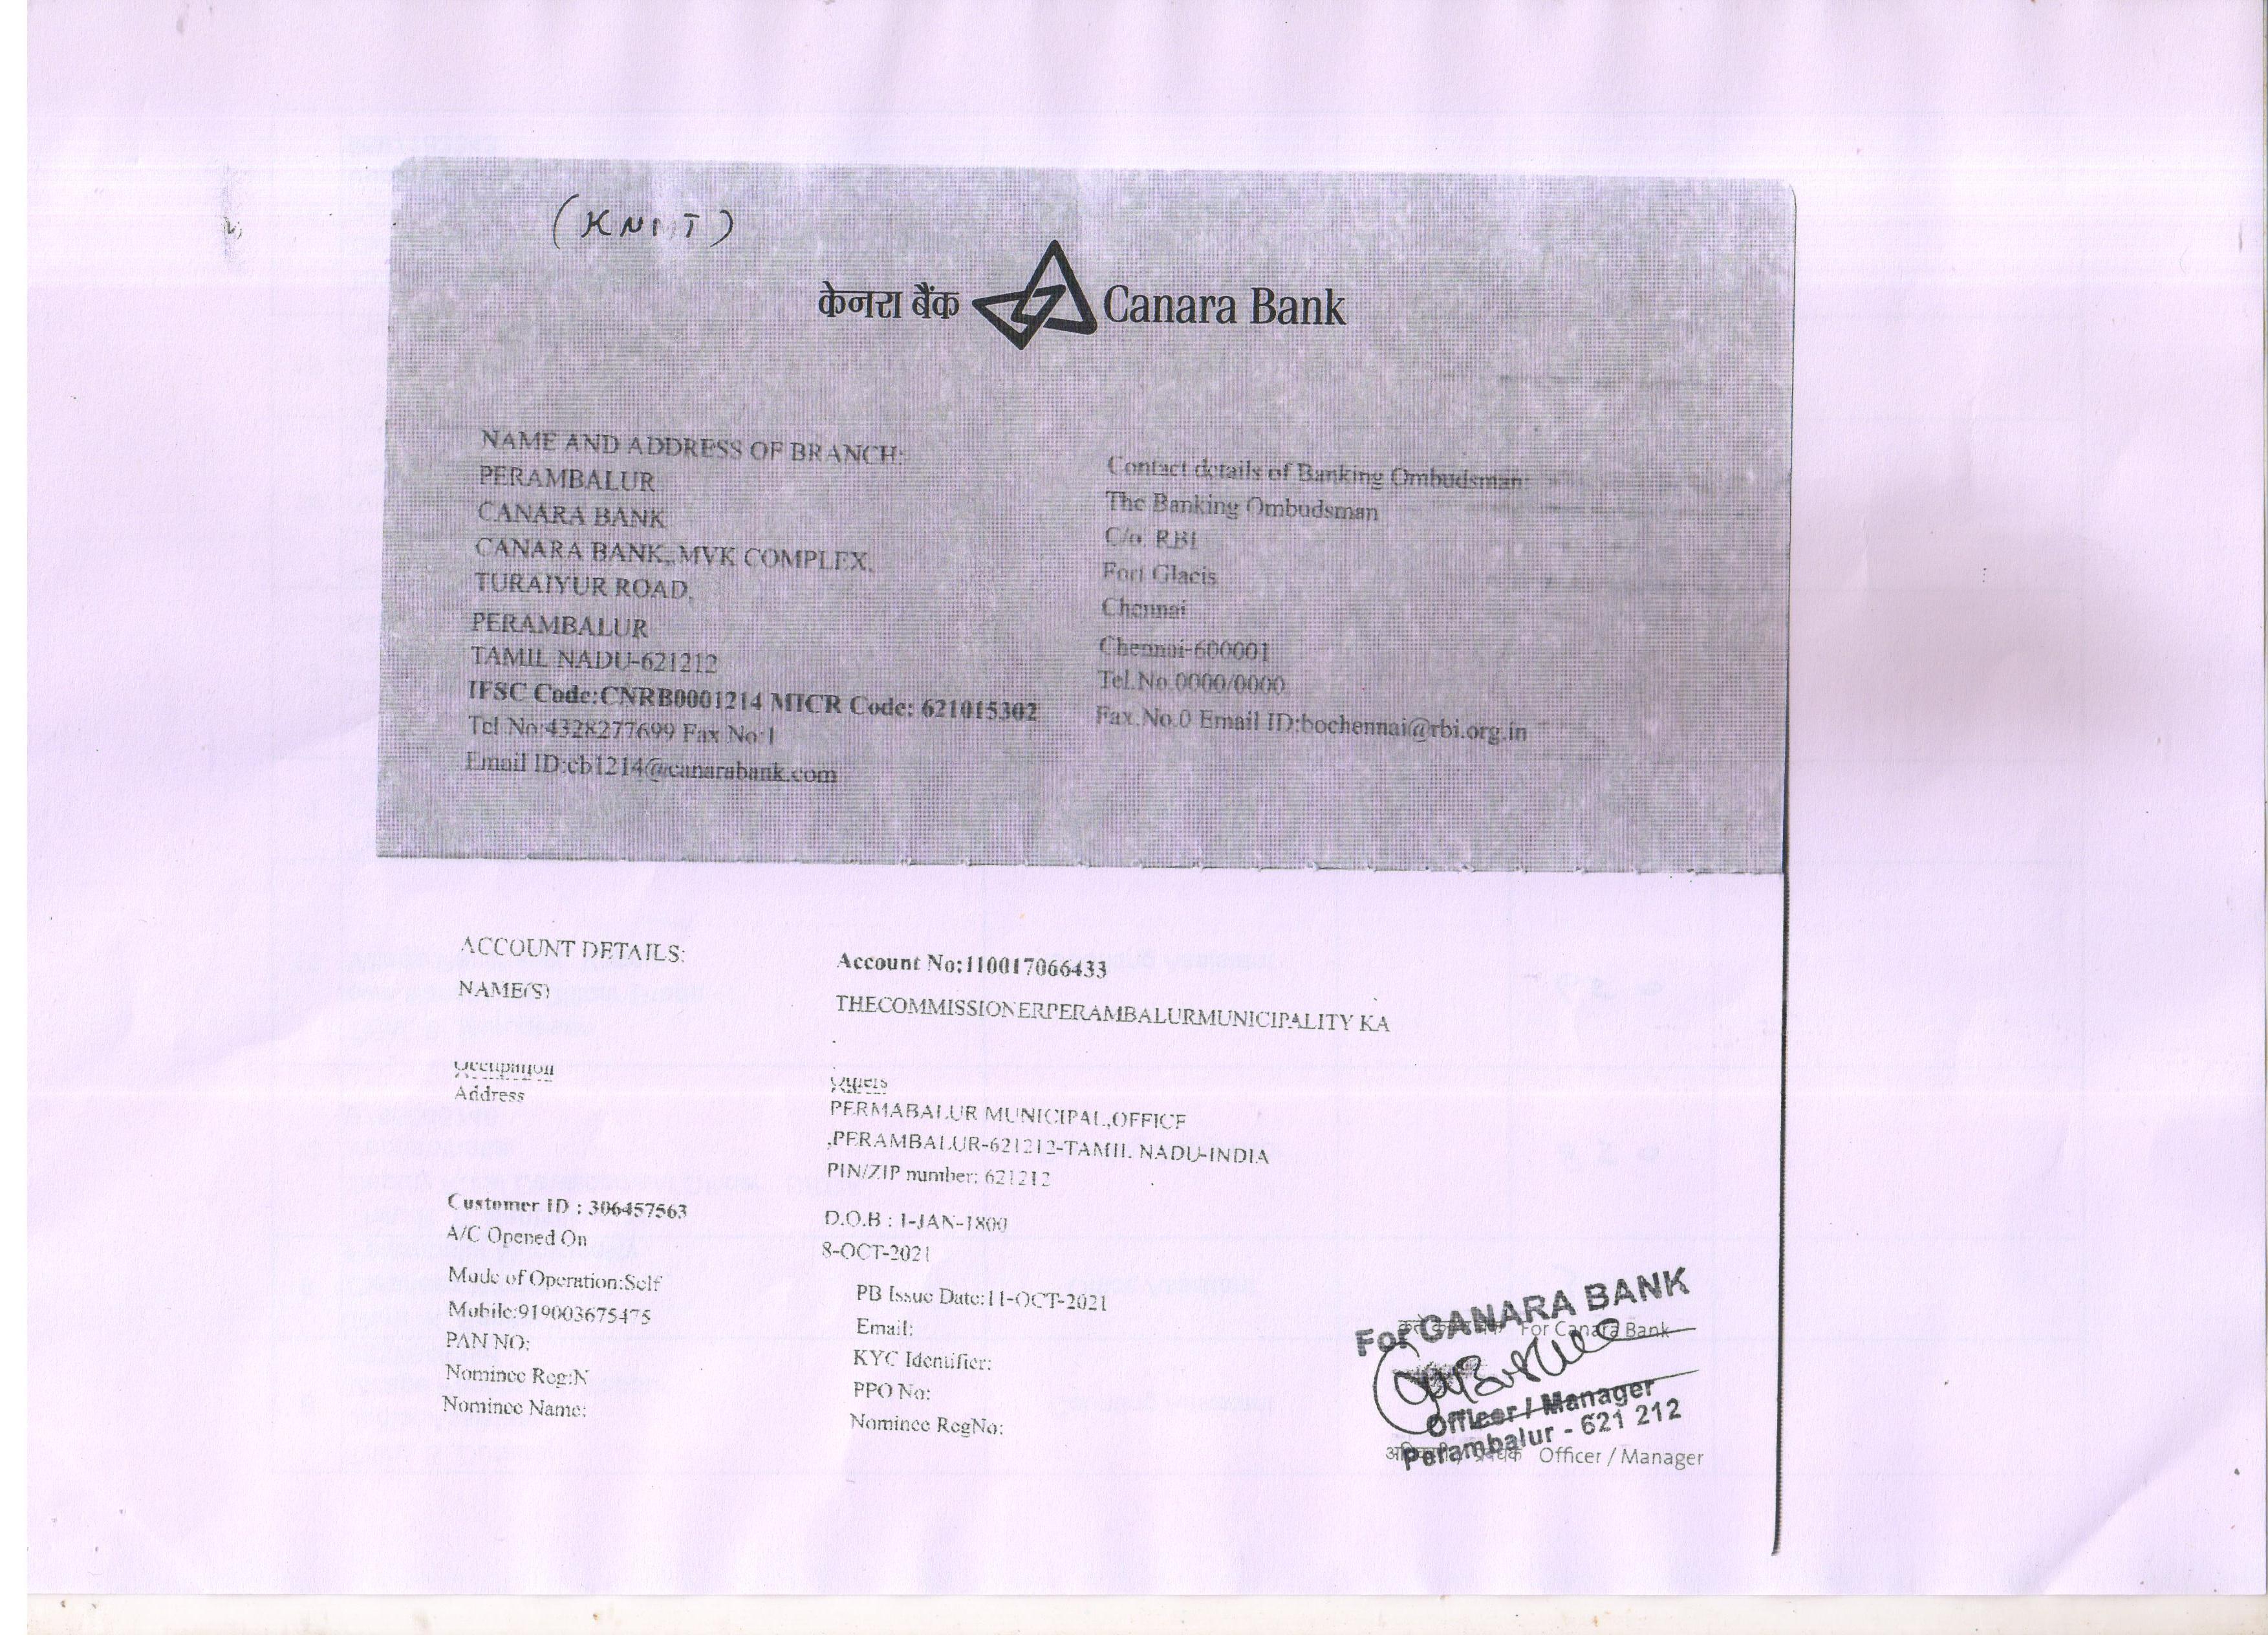 (KNMT)
केनरा बैंक Canara Bank
NAME AND ADDRESS OF BRANCH:
PERAMBALUR
CANARA BANK
CANARA BANK,,MVK COMPLEX,
TURAIYUR ROAD,
PERAMBALUR
TAMIL NADU-621212
IFSC Code:CNRB0001214 MICR Code: 621015302
Tel No:4328277699 Fax No:1
Email ID:cb1214@canarabank.com
Contact details of Banking Ombudsman:
The Banking Ombudsman
C/o. RBI
Fort Glacis
Chennai
Chennai-600001
Tel.No.0000/0000
Fax.No.0 Email ID:bochennai@rbi.org.in
ACCOUNT DETAILS: Account No:110017066433
NAME(S) THECOMMISSIONERPERAMBALURMUNICIPALITY KA
Occupation Others
Address PERMABALUR MUNICIPAL,OFFICE
,PERAMBALUR-621212-TAMIL NADU-INDIA
PIN/ZIP number: 621212
Customer ID : 306457563 D.O.B : 1-JAN-1800
A/C Opened On 8-OCT-2021
Mode of Operation:Self PB Issue Date:11-OCT-2021
Mobile:919003675475 Email:
PAN NO: KYC Identifier:
Nominee Reg:N PPO No:
Nominee Name: Nominee RegNo:
For CANARA BANK
For Canara Bank
Officer / Manager
Perambalur - 621 212
Officer / Manager